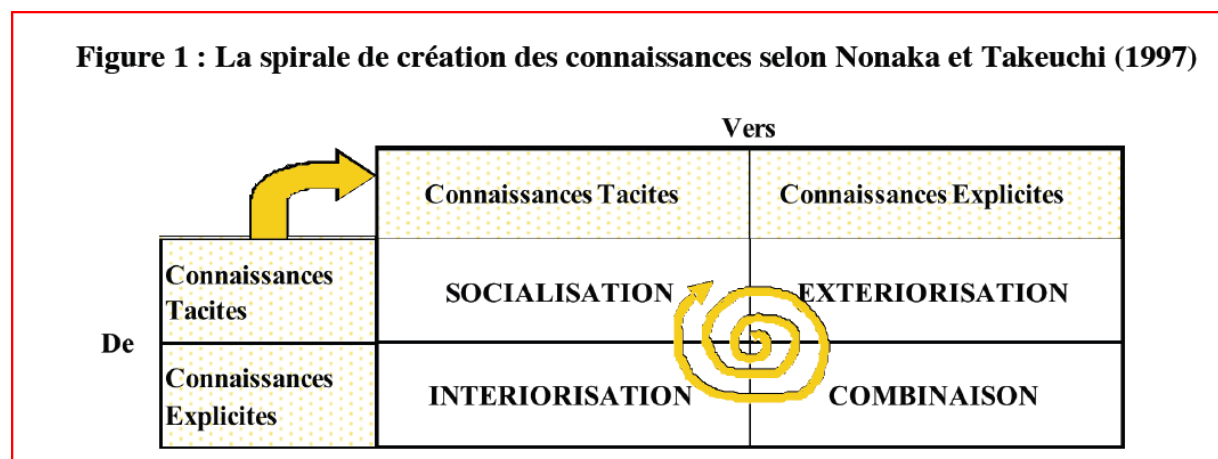 Figure 1 : La spirale de création des connaissances selon Nonaka et Takeuchi (1997)
Vers
Connaissances Tacites
Connaissances Explicites
De
Connaissances
Tacites
SOCIALISATION
EXTERIORISATION
Connaissances
Explicites
INTERIORISATION
COMBINAISON